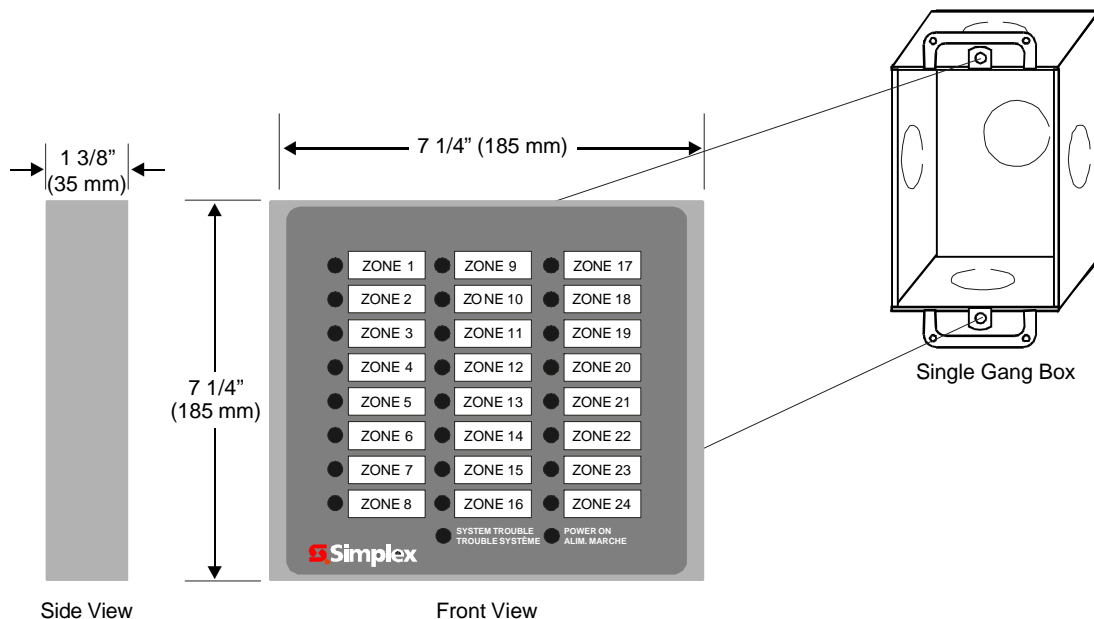 1 3/8”
(35 mm)
7 1/4” (185 mm)
7 1/4”
(185 mm)
ZONE 1
ZONE 2
ZONE 3
ZONE 4
ZONE 5
ZONE 6
ZONE 7
ZONE 8
ZONE 9
ZONE 10
ZONE 11
ZONE 12
ZONE 13
ZONE 14
ZONE 15
ZONE 16
ZONE 17
ZONE 18
ZONE 19
ZONE 20
ZONE 21
ZONE 22
ZONE 23
ZONE 24
SYSTEM TROUBLE
TROUBLE SYSTÈME
POWER ON
ALIM. MARCHE
Simplex
Single Gang Box
Side View
Front View